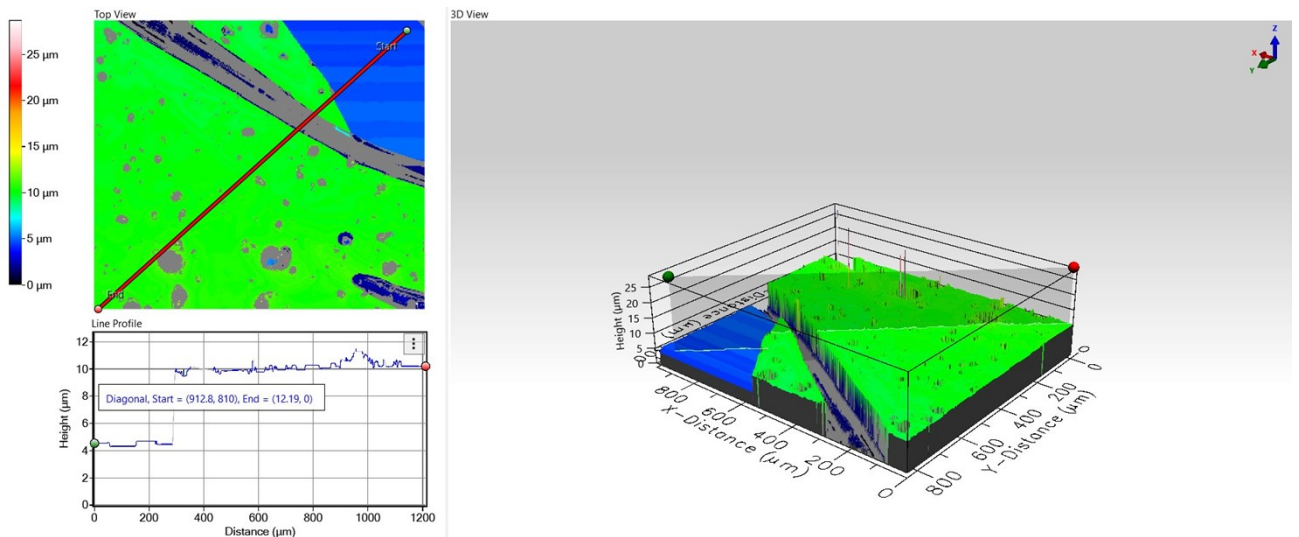 Top View
25 µm
20 µm
15 µm
10 µm
5 µm
0 µm
Start
End
Line Profile
12
10
8
6
4
2
0
Height (µm)
Diagonal, Start = (912.8, 810), End = (12.19, 0)
0 200 400 600 800 1000 1200
Distance (µm)
3D View
Z
X
Y
25
20
15
10
5
0
Height (µm)
800
600
400
200
0
X-Distance (µm)
0
200
400
600
800
Y-Distance (µm)